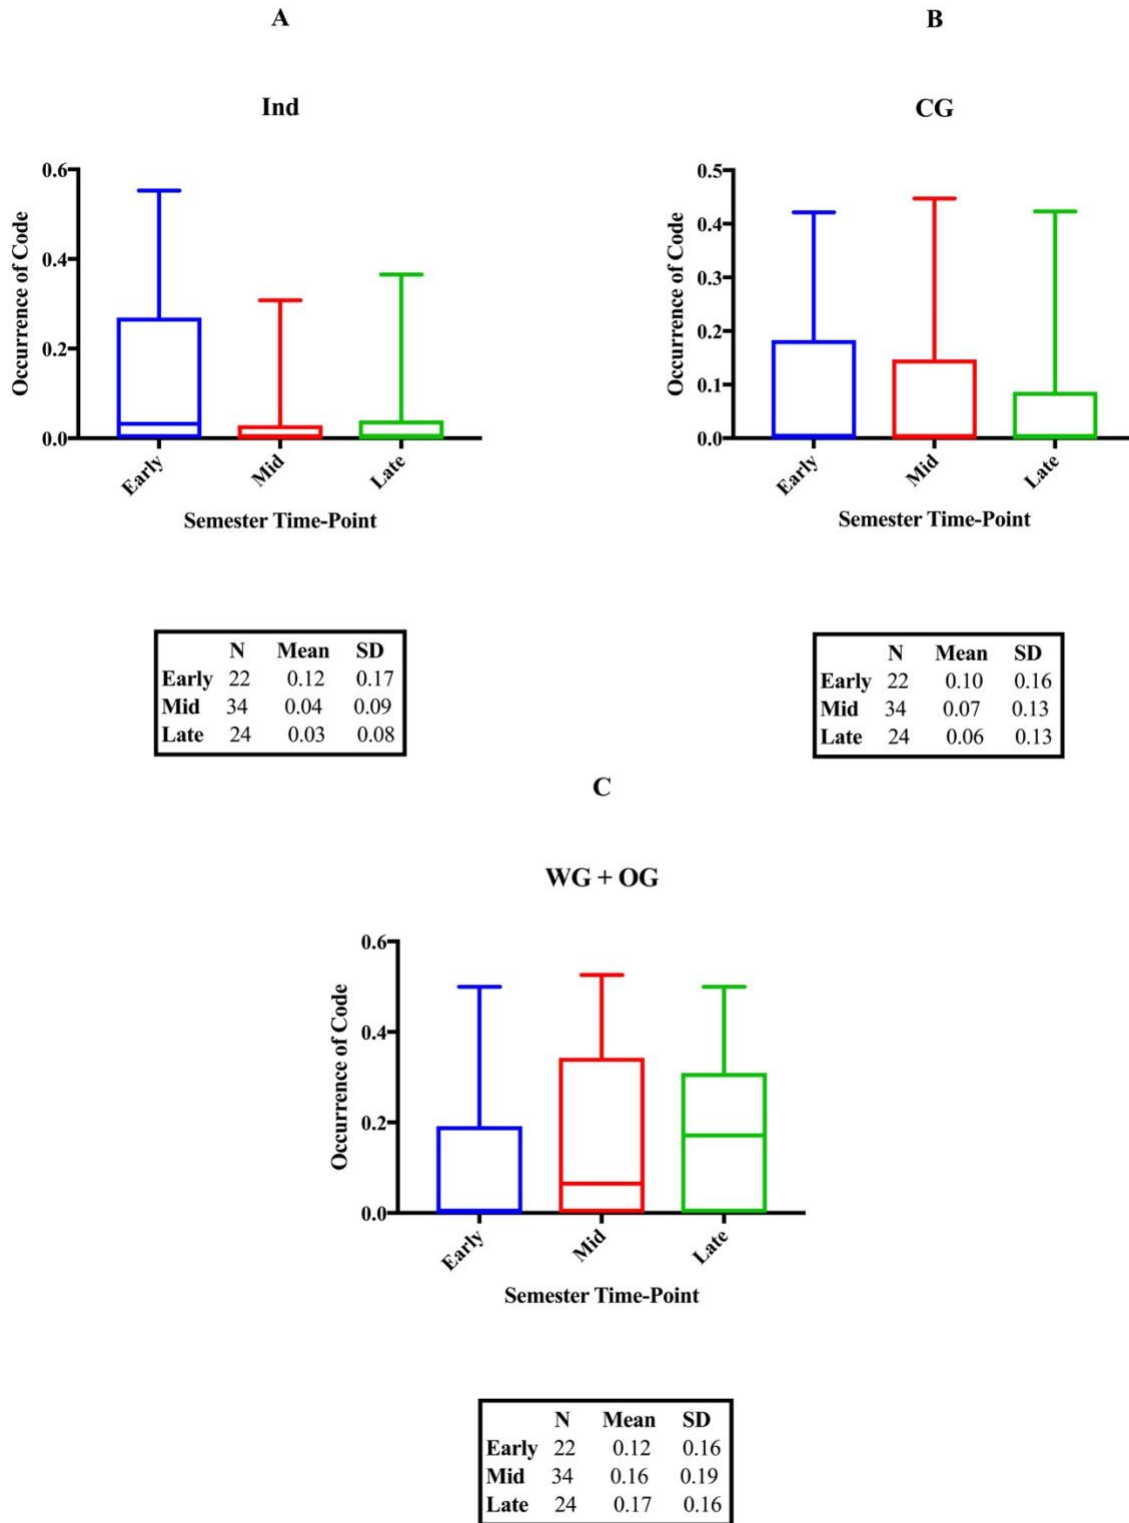 A
Ind
0.6
0.4
0.2
0.0
Occurrence of Code
Early
Mid
Late
Semester Time-Point
N Mean SD
Early 22 0.12 0.17
Mid 34 0.04 0.09
Late 24 0.03 0.08
B
CG
0.5
0.4
0.3
0.2
0.1
0.0
Occurrence of Code
Early
Mid
Late
Semester Time-Point
N Mean SD
Early 22 0.10 0.16
Mid 34 0.07 0.13
Late 24 0.06 0.13
C
WG + OG
0.6
0.4
0.2
0.0
Occurrence of Code
Early
Mid
Late
Semester Time-Point
N Mean SD
Early 22 0.12 0.16
Mid 34 0.16 0.19
Late 24 0.17 0.16